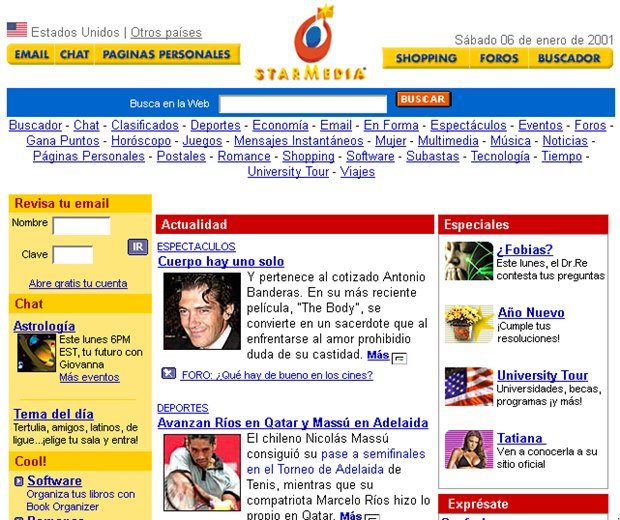 Estados Unidos | Otros países
EMAIL CHAT PAGINAS PERSONALES
STARMEDIA
Sábado 06 de enero de 2001
SHOPPING FOROS BUSCADOR
Busca en la Web BUSCAR
Buscador - Chat - Clasificados - Deportes - Economía - Email - En Forma - Espectáculos - Eventos - Foros -
Gana Puntos - Horóscopo - Juegos - Mensajes Instantáneos - Mujer - Multimedia - Música - Noticias -
Páginas Personales - Postales - Romance - Shopping - Software - Subastas - Tecnología - Tiempo -
University Tour - Viajes
Revisa tu email
Nombre
Clave IR
Abre gratis tu cuenta
Chat
Astrología
Este lunes 6PM
EST, tu futuro con
Giovanna
Más eventos
Tema del día
Tertulia, amigos, latinos, de
ligue...¡elige tu sala y entra!
Cool!
Software
Organiza tus libros con
Book Organizer
Romance
Actualidad
ESPECTACULOS
Cuerpo hay uno solo
Y pertenece al cotizado Antonio
Banderas. En su más reciente
película, "The Body", se
convierte en un sacerdote que al
enfrentarse al amor prohibidio
duda de su castidad. Más
FORO: ¿Qué hay de bueno en los cines?
DEPORTES
Avanzan Ríos en Qatar y Massú en Adelaida
El chileno Nicolás Massú
consiguió su pase a semifinales
en el Torneo de Adelaida de
Tenis, mientras que su
compatriota Marcelo Ríos hizo lo
propio en Qatar. Más
Especiales
¿Fobias?
Este lunes, el Dr.Re
contesta tus preguntas
Año Nuevo
¡Cumple tus
resoluciones!
University Tour
Universidades, becas,
programas ¡y más!
Tatiana
Ven a conocerla a su
sitio oficial
Exprésate